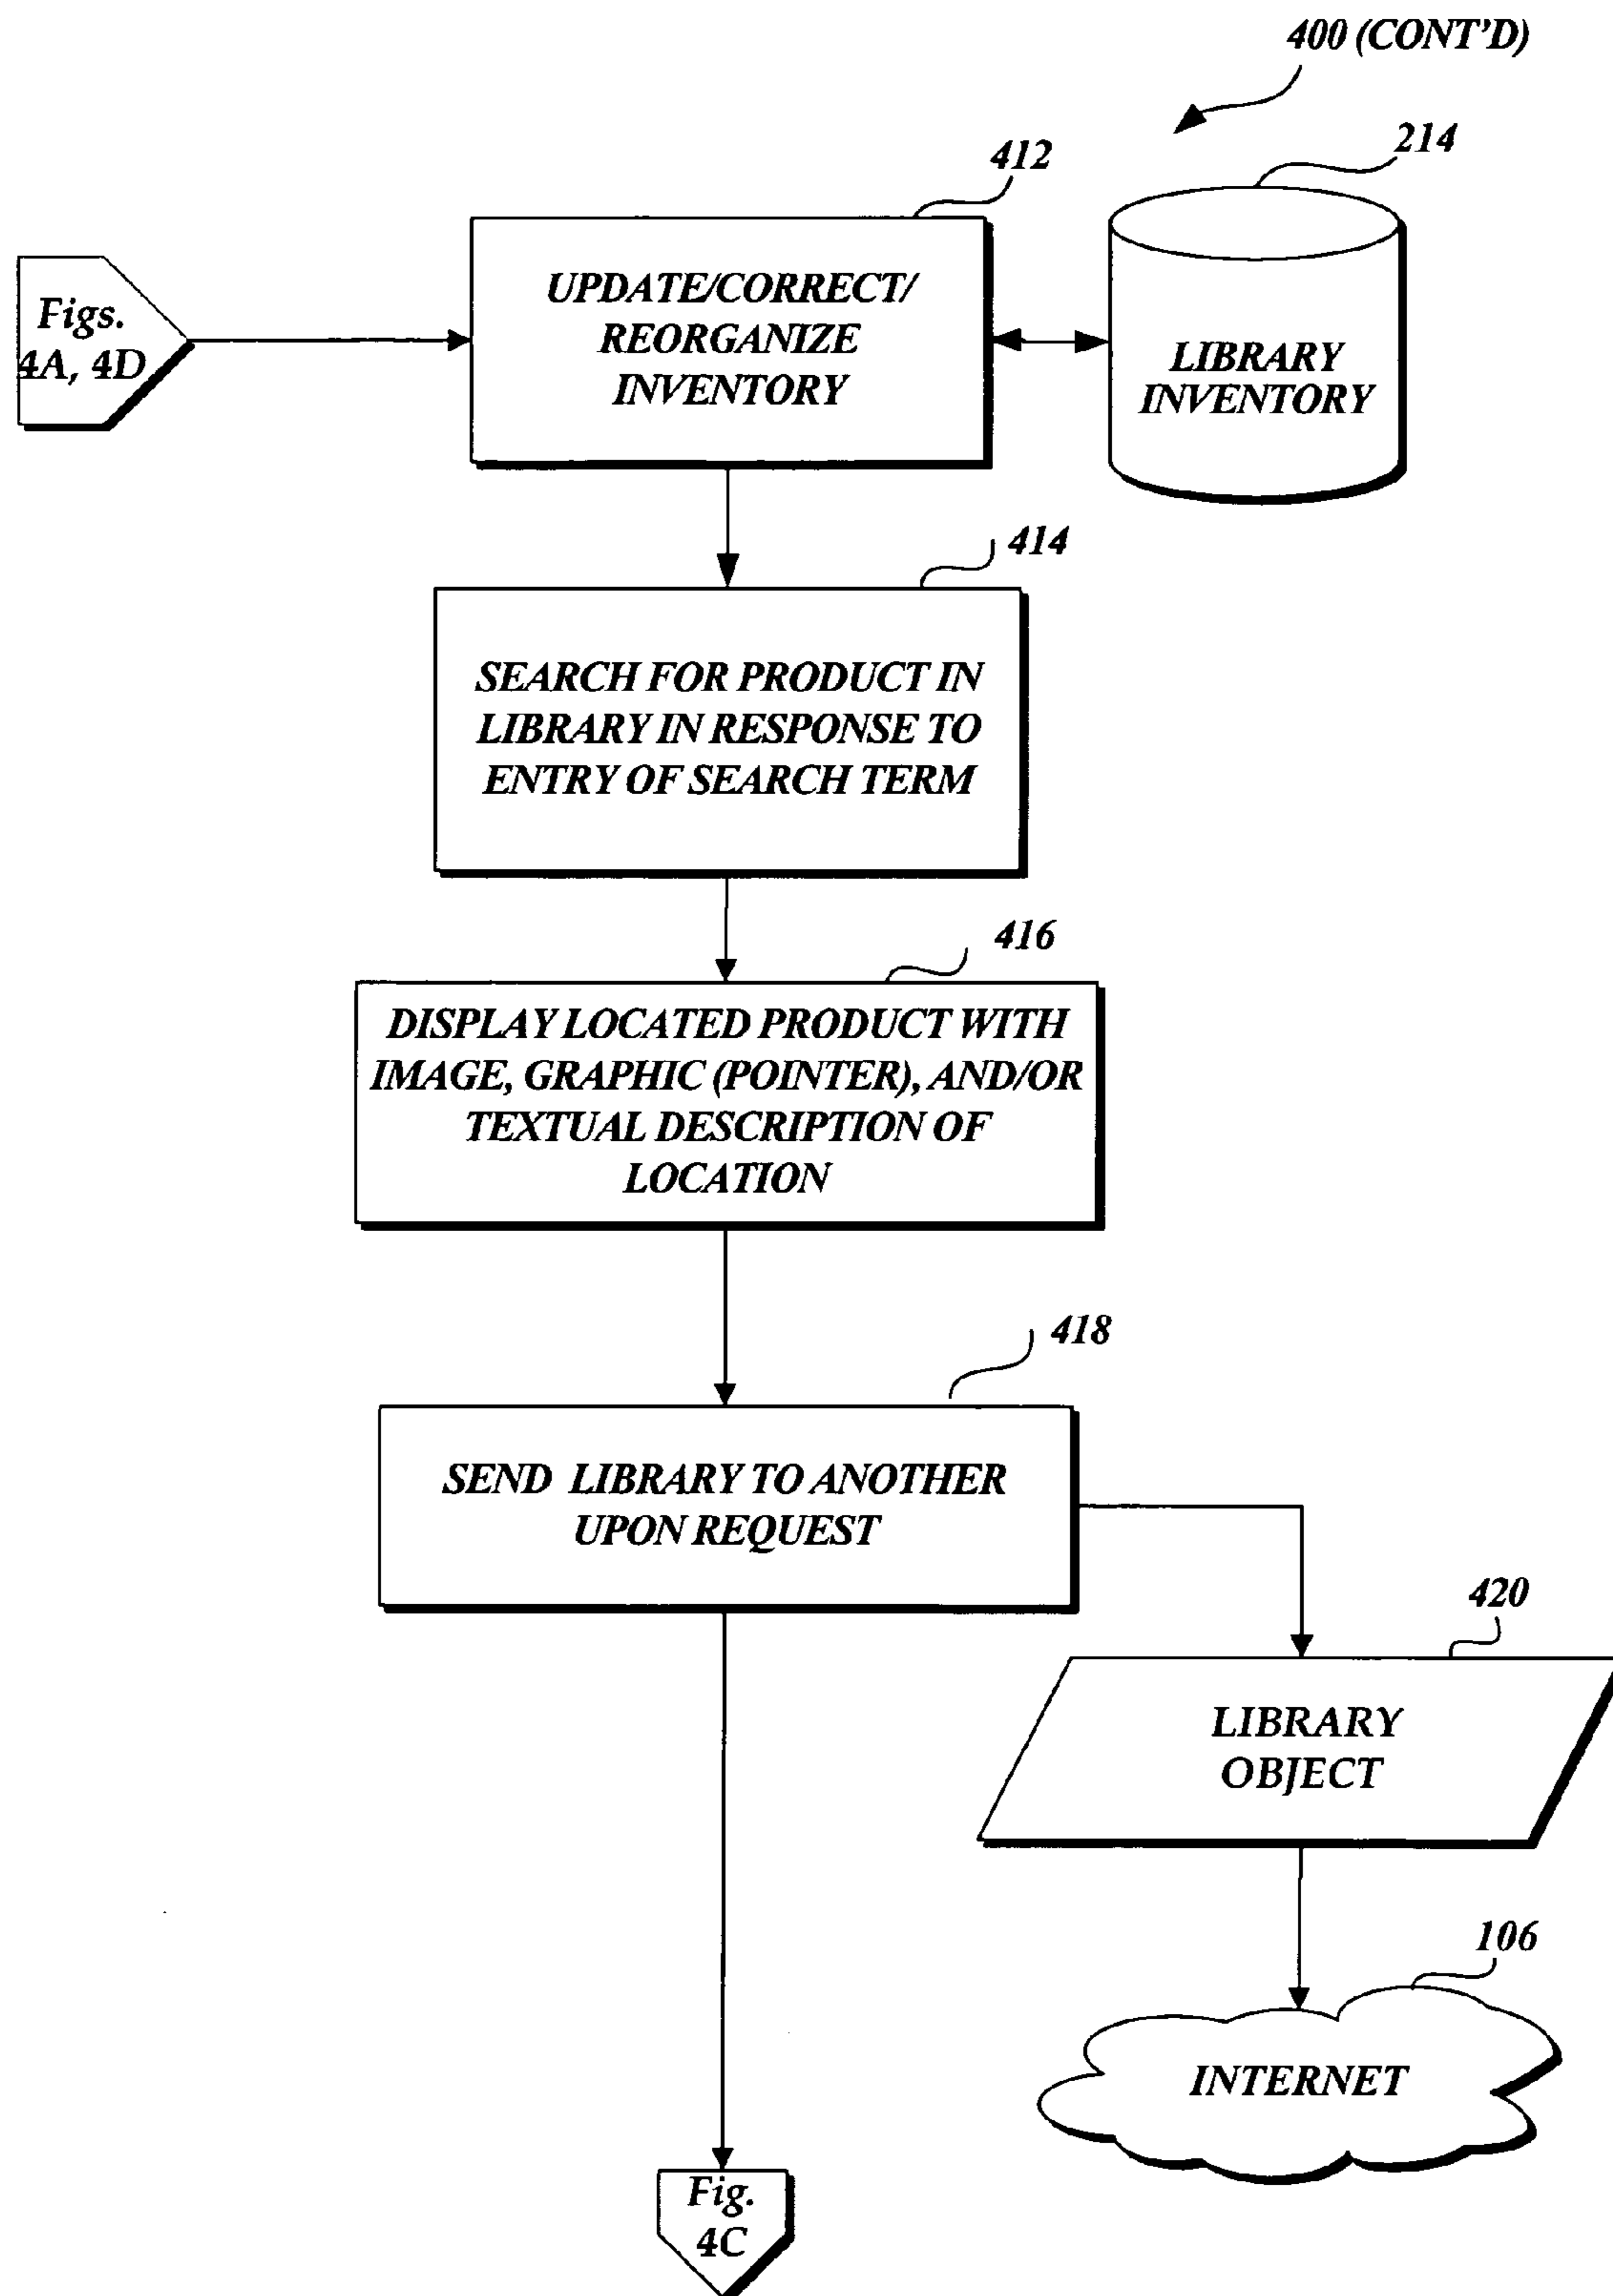 400 (CONT'D)
214
412
Figs.
4A, 4D
UPDATE/CORRECT/
REORGANIZE
INVENTORY
LIBRARY
INVENTORY
414
SEARCH FOR PRODUCT IN
LIBRARY IN RESPONSE TO
ENTRY OF SEARCH TERM
416
DISPLAY LOCATED PRODUCT WITH
IMAGE, GRAPHIC (POINTER), AND/OR
TEXTUAL DESCRIPTION OF
LOCATION
418
SEND LIBRARY TO ANOTHER
UPON REQUEST
420
LIBRARY
OBJECT
106
INTERNET
Fig.
4C